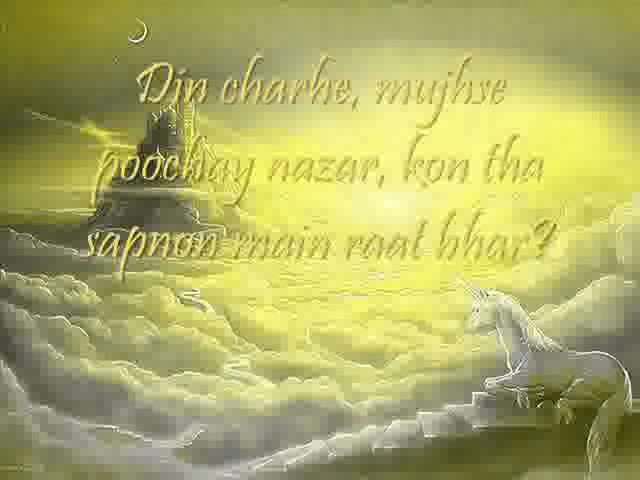 Din charhe, mujhse
poochay nazar, kon tha
sapnon main raat bhar?